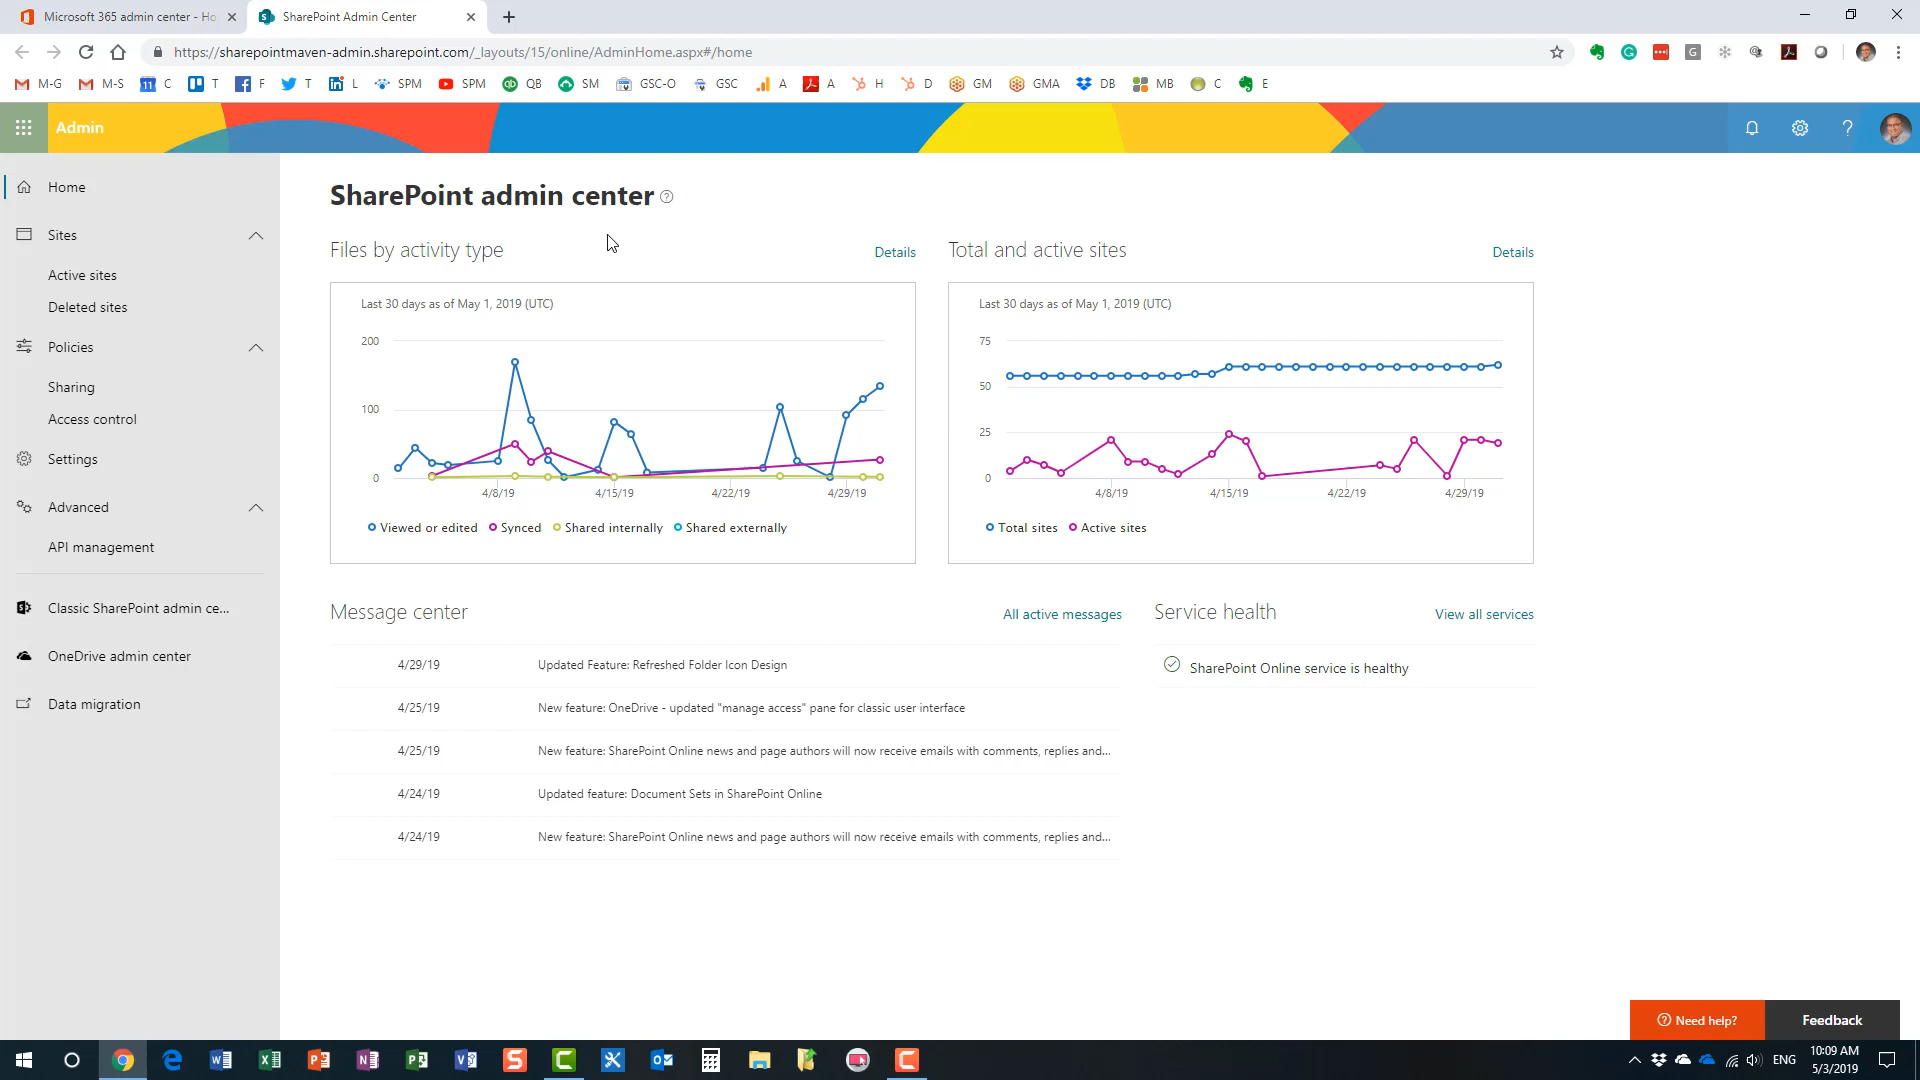 Microsoft 365 admin center - Ho
SharePoint Admin Center
https://sharepointmaven-admin.sharepoint.com/_layouts/15/online/AdminHome.aspx#/home
M-G M-S 11 C T F T L SPM SPM QB SM GSC-O GSC A A H D GM GMA DB MB C E
Admin
Home
Sites
Active sites
Deleted sites
Policies
Sharing
Access control
Settings
Advanced
API management
Classic SharePoint admin ce...
OneDrive admin center
Data migration
SharePoint admin center
Files by activity type
Details
Last 30 days as of May 1, 2019 (UTC)
200
100
0
4/8/19 4/15/19 4/22/19 4/29/19
Viewed or edited Synced Shared internally Shared externally
Total and active sites
Details
Last 30 days as of May 1, 2019 (UTC)
75
50
25
0
4/8/19 4/15/19 4/22/19 4/29/19
Total sites Active sites
Message center
All active messages
4/29/19 Updated Feature: Refreshed Folder Icon Design
4/25/19 New feature: OneDrive - updated "manage access" pane for classic user interface
4/25/19 New feature: SharePoint Online news and page authors will now receive emails with comments, replies and...
4/24/19 Updated feature: Document Sets in SharePoint Online
4/24/19 New feature: SharePoint Online news and page authors will now receive emails with comments, replies and...
Service health
View all services
SharePoint Online service is healthy
Need help?
Feedback
ENG
10:09 AM
5/3/2019